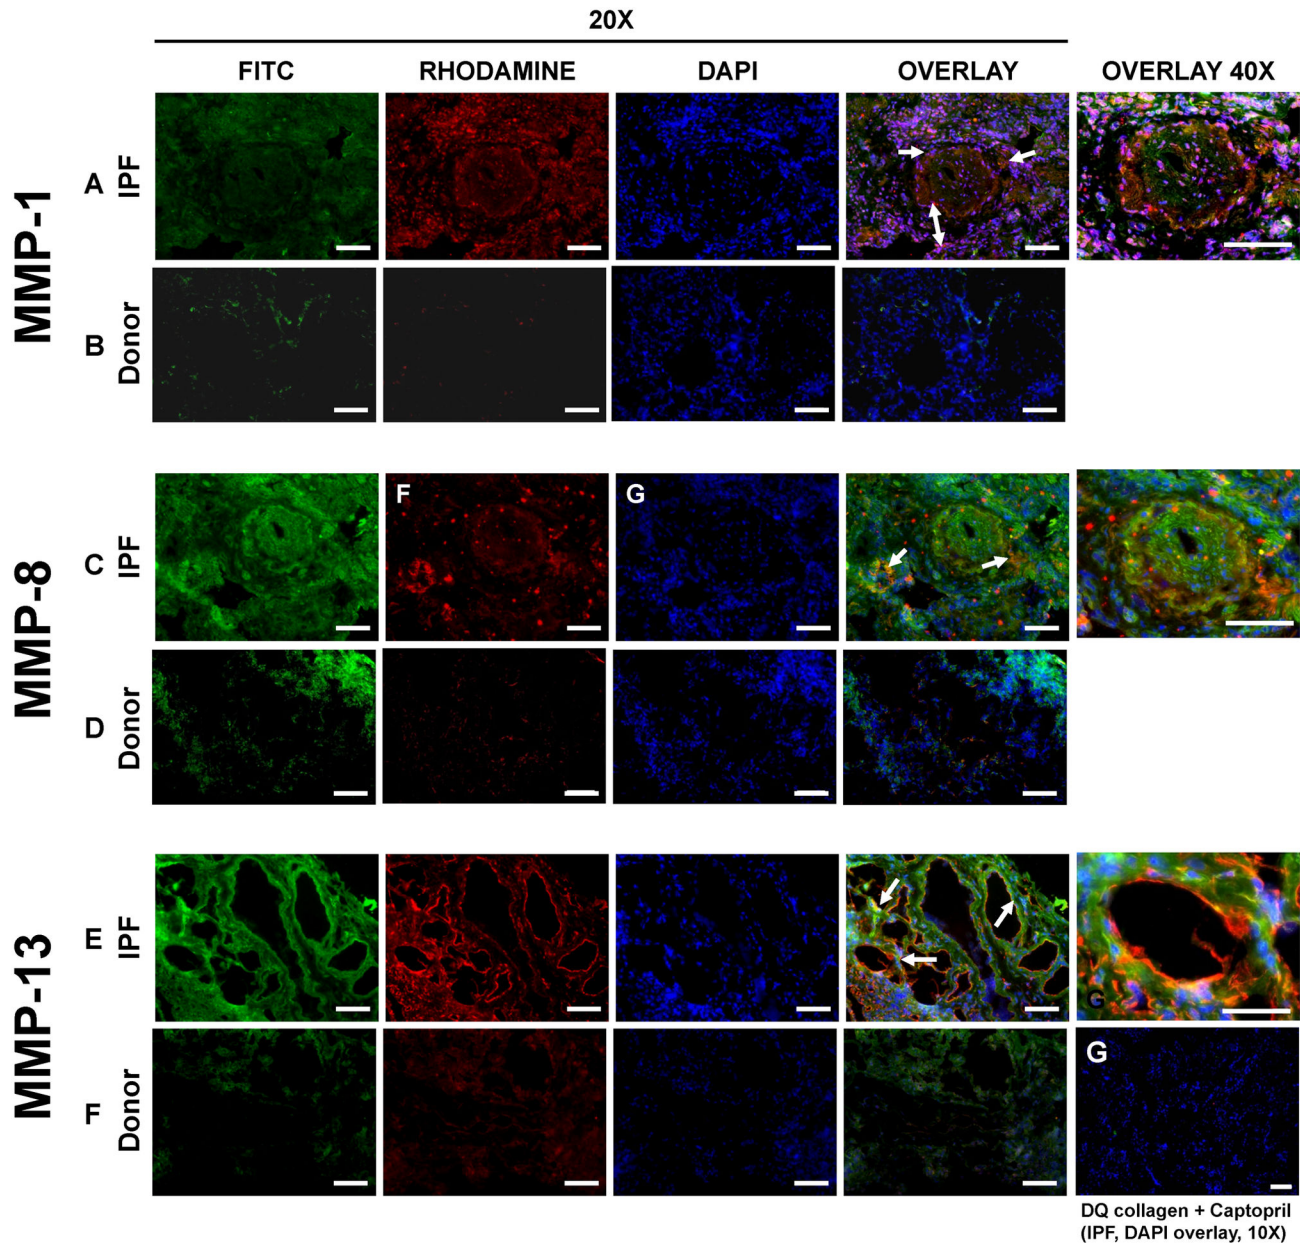 20X
FITC RHODAMINE DAPI OVERLAY OVERLAY 40X
MMP-1
A IPF
B Donor
MMP-8
C IPF
F
G
D Donor
MMP-13
E IPF
G
F Donor
G
DQ collagen + Captopril
(IPF, DAPI overlay, 10X)